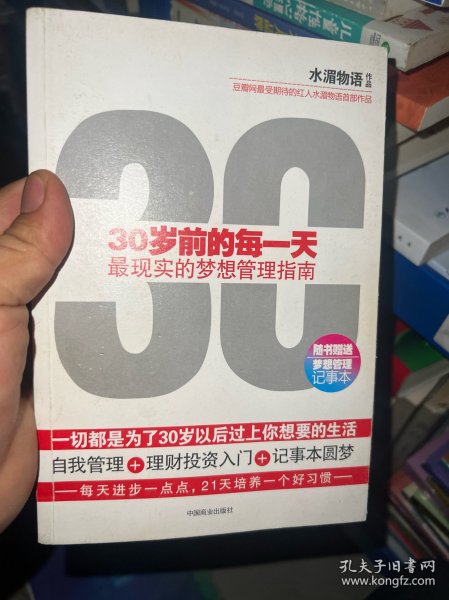 儿童
水湄物语 作品
豆瓣网最受期待的红人水湄物语首部作品
30
30岁前的每一天
最现实的梦想管理指南
随书赠送
梦想管理
记事本
一切都是为了30岁以后过上你想要的生活
自我管理+理财投资入门+记事本圆梦
每天进步一点点，21天培养一个好习惯
中国商业出版社
孔夫子旧书网
www.kongfz.com